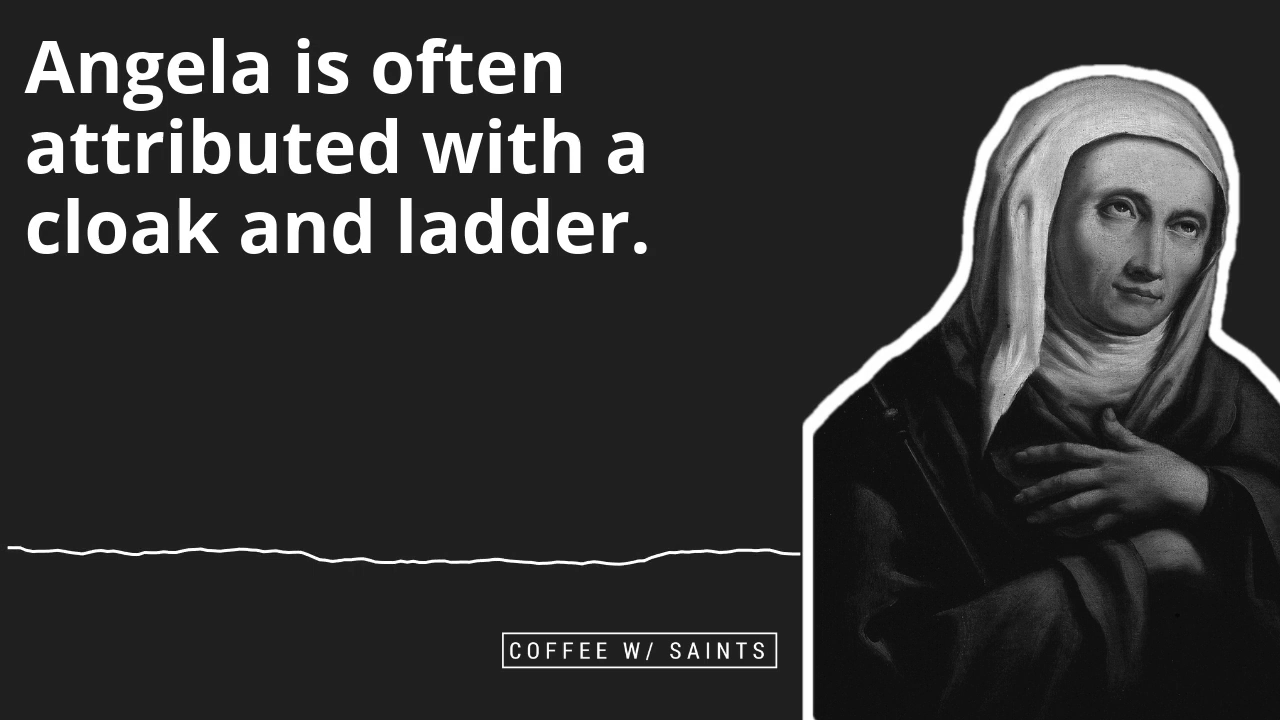 Angela is often
attributed with a
cloak and ladder.
COFFEE W/ SAINTS